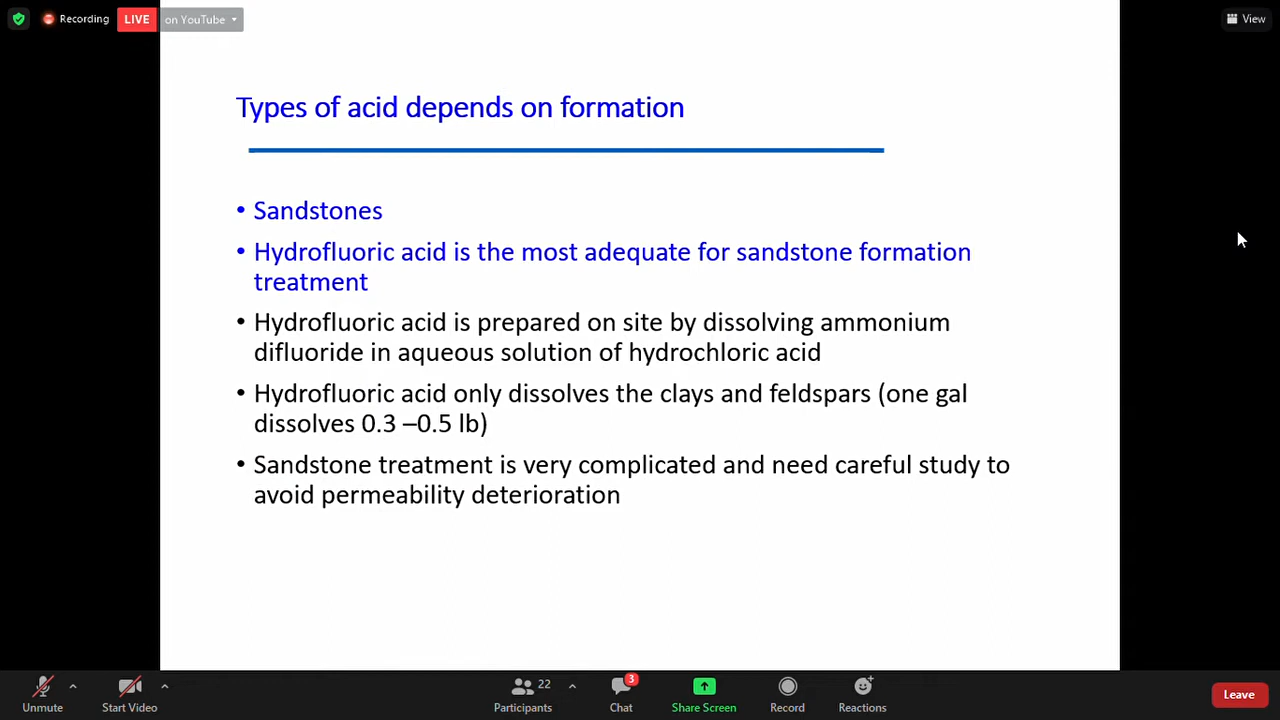 Recording
LIVE
on YouTube
View
Types of acid depends on formation
• Sandstones
• Hydrofluoric acid is the most adequate for sandstone formation
treatment
• Hydrofluoric acid is prepared on site by dissolving ammonium
difluoride in aqueous solution of hydrochloric acid
• Hydrofluoric acid only dissolves the clays and feldspars (one gal
dissolves 0.3 –0.5 lb)
• Sandstone treatment is very complicated and need careful study to
avoid permeability deterioration
Unmute
Start Video
22
Participants
3
Chat
Share Screen
Record
Reactions
Leave